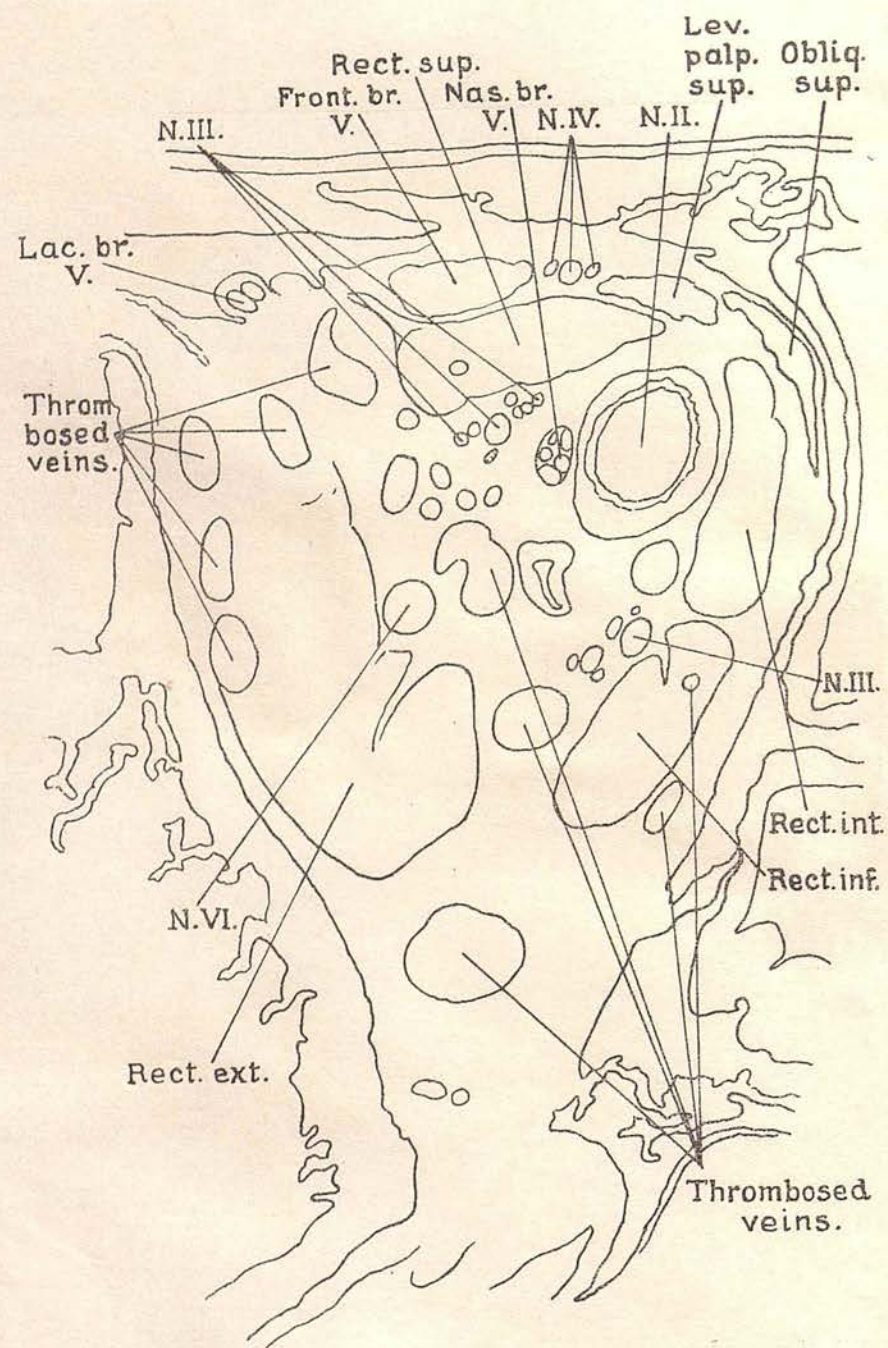 Lev.
palp.
sup.
Obliq.
sup.
Rect. sup.
Front. br.
V.
Nas. br.
V.
N.III.
N.IV.
N.II.
Lac. br.
V.
Throm
bosed
veins.
N.III.
Rect. int.
Rect. inf.
N.VI.
Rect. ext.
Thrombosed
veins.